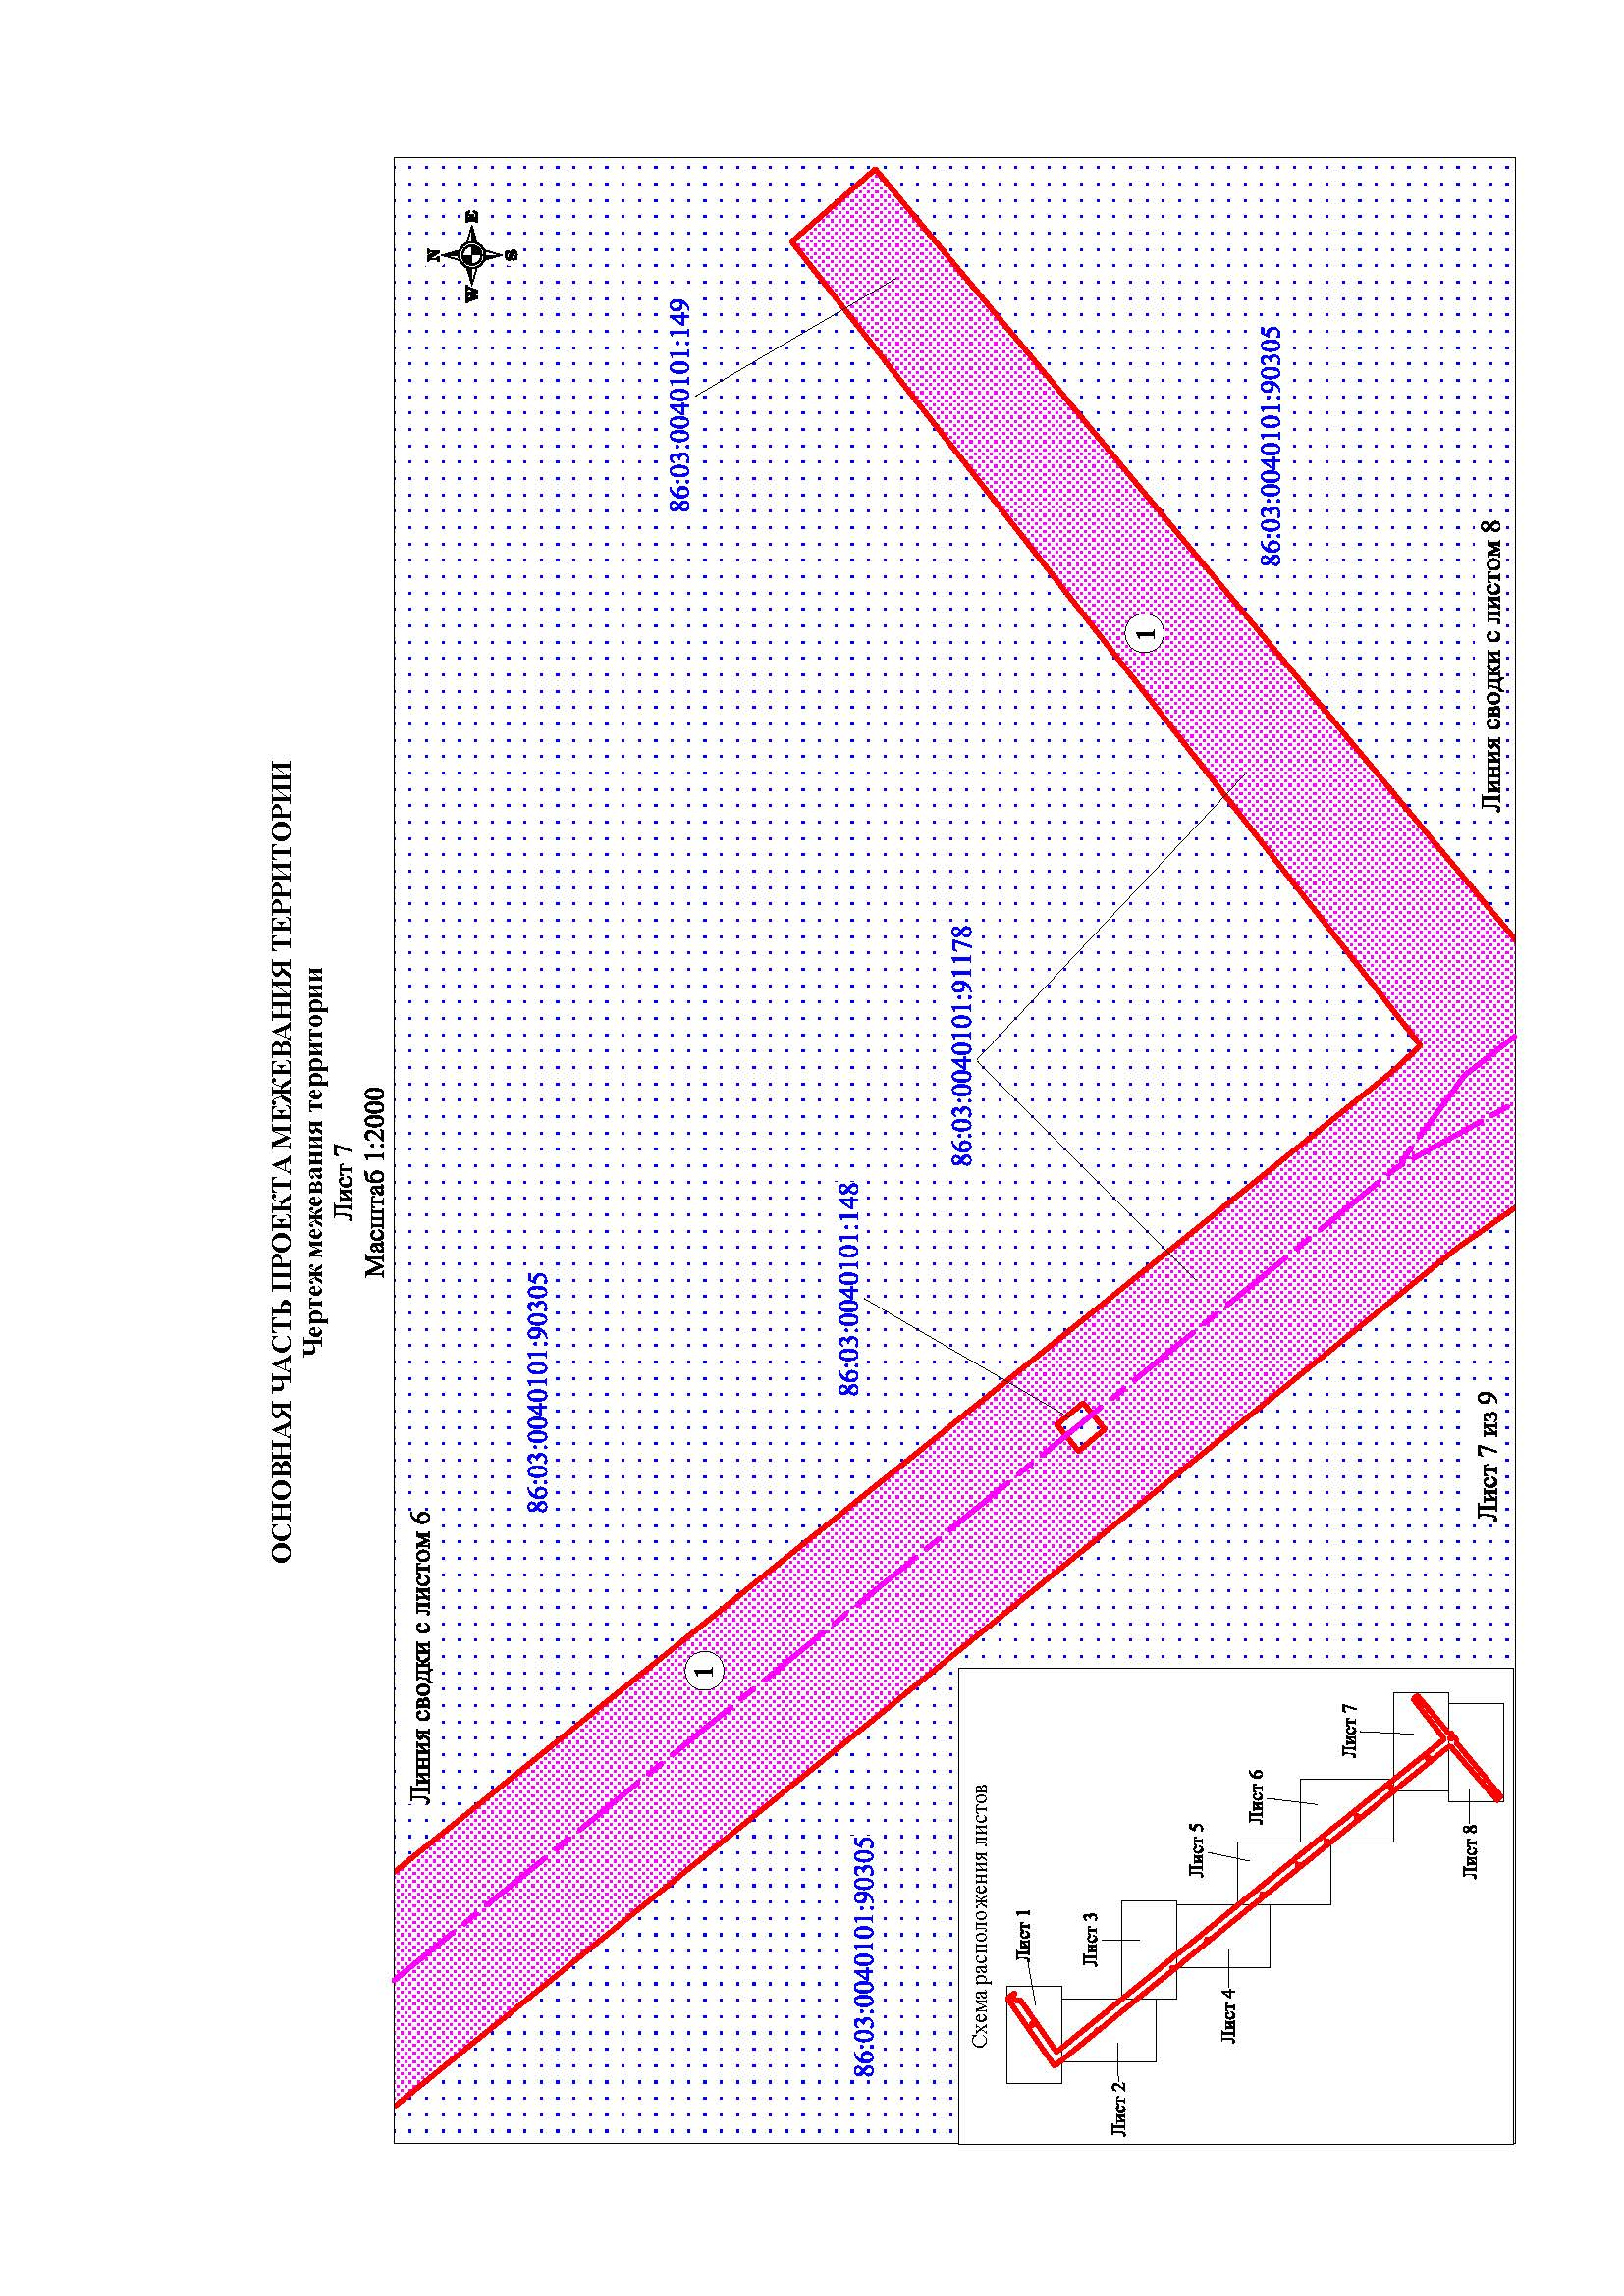 ОСНОВНАЯ ЧАСТЬ ПРОЕКТА МЕЖЕВАНИЯ ТЕРРИТОРИИ
Чертеж межевания территории
Лист 7
Масштаб 1:2000
Линия сводки с листом 6
N
W
E
S
86:03:0040101:90305
86:03:0040101:149
1
86:03:0040101:148
86:03:0040101:90305
86:03:0040101:91178
1
86:03:0040101:90305
Линия сводки с листом 8
Лист 7 из 9
Схема расположения листов
Лист 1
Лист 3
Лист 2
Лист 5
Лист 4
Лист 6
Лист 7
Лист 8